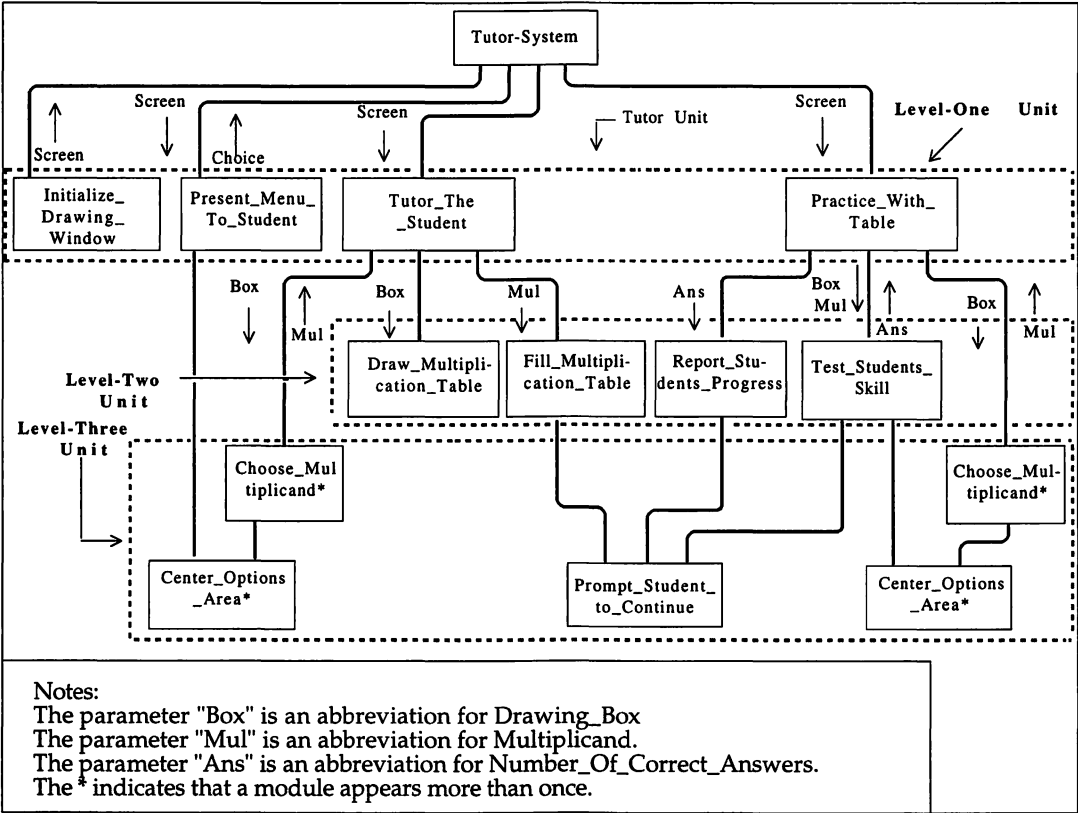 Tutor-System
Screen
Screen
Screen
Tutor Unit
Level-One Unit
Screen
Choice
Initialize_
Drawing_
Window
Present_Menu_
To_Student
Tutor_The
_Student
Practice_With_
Table
Box
Mul
Box
Mul
Ans
Box
Mul
Ans
Box
Mul
Draw_Multipli-
cation_Table
Fill_Multipli-
cation_Table
Report_Stu-
dents_Progress
Test_Students_
Skill
Level-Two
Unit
Level-Three
Unit
Choose_Mul
tiplicand*
Choose_Mul-
tiplicand*
Center_Options
_Area*
Prompt_Student_
to_Continue
Center_Options
_Area*
Notes:
The parameter "Box" is an abbreviation for Drawing_Box
The parameter "Mul" is an abbreviation for Multiplicand.
The parameter "Ans" is an abbreviation for Number_Of_Correct_Answers.
The * indicates that a module appears more than once.